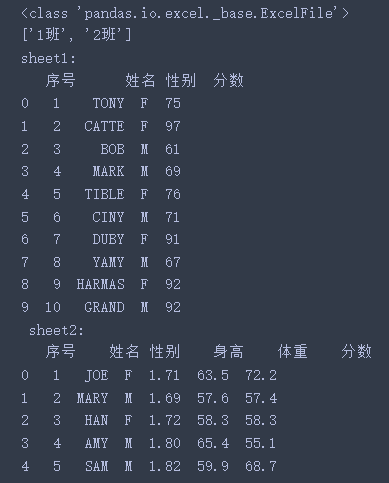 <class 'pandas.io.excel._base.ExcelFile'>
['1班', '2班']
sheet1:
序号 姓名 性别 分数
0 1 TONY F 75
1 2 CATTE F 97
2 3 BOB M 61
3 4 MARK M 69
4 5 TIBLE F 76
5 6 CINY M 71
6 7 DUBY F 91
7 8 YAMY M 67
8 9 HARMAS F 92
9 10 GRAND M 92
sheet2:
序号 姓名 性别 身高 体重 分数
0 1 JOE F 1.71 63.5 72.2
1 2 MARY M 1.69 57.6 57.4
2 3 HAN F 1.72 58.3 58.3
3 4 AMY M 1.80 65.4 55.1
4 5 SAM M 1.82 59.9 68.7